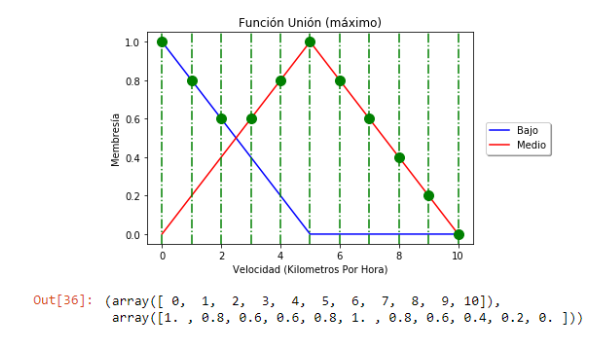 Función Unión (máximo)
1.0
0.8
0.6
0.4
0.2
0.0
Membresia
0 2 4 6 8 10
Velocidad (Kilometros Por Hora)
Bajo
Medio
Out[36]: (array([ 0, 1, 2, 3, 4, 5, 6, 7, 8, 9, 10]),
array([1. , 0.8, 0.6, 0.6, 0.8, 1. , 0.8, 0.6, 0.4, 0.2, 0. ]))